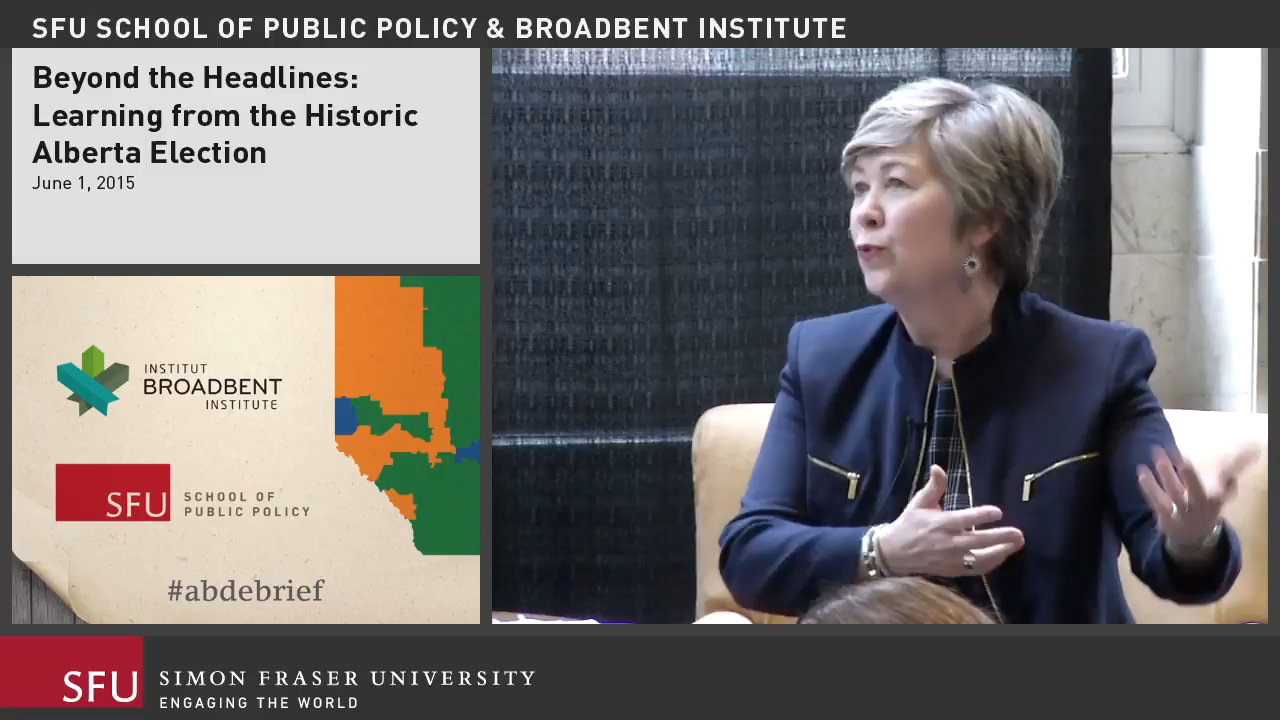 SFU SCHOOL OF PUBLIC POLICY & BROADBENT INSTITUTE
Beyond the Headlines:
Learning from the Historic
Alberta Election
June 1, 2015
INSTITUT
BROADBENT
INSTITUTE
SFU
SCHOOL OF
PUBLIC POLICY
#abdebrief
SFU
SIMON FRASER UNIVERSITY
ENGAGING THE WORLD